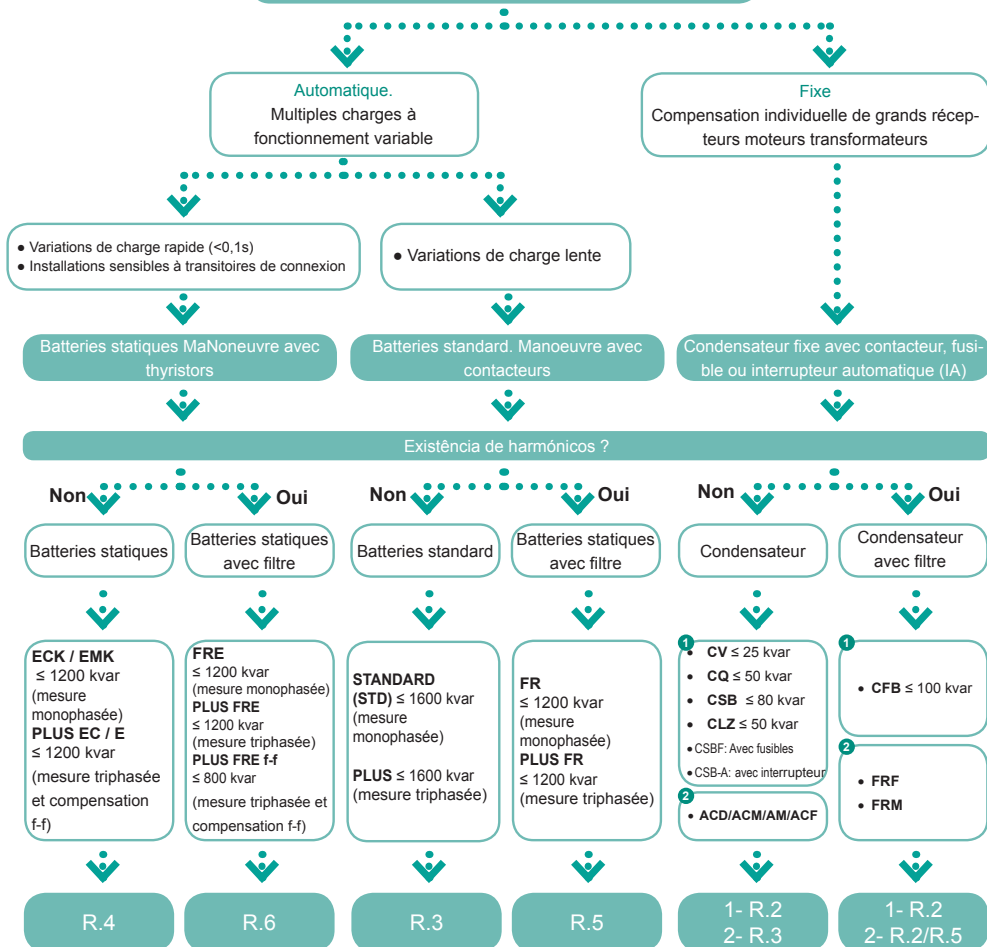 Automatique.
Multiples charges à
fonctionnement variable
Fixe
Compensation individuelle de grands récep-
teurs moteurs transformateurs
● Variations de charge rapide (<0,1s)
● Installations sensibles à transitoires de connexion
● Variations de charge lente
Batteries statiques MaNoneuvre avec
thyristors
Batteries standard. Manoeuvre avec
contacteurs
Condensateur fixe avec contacteur, fusi-
ble ou interrupteur automatique (IA)
Existência de harmónicos ?
Non
Oui
Non
Oui
Non
Oui
Batteries statiques
Batteries statiques
avec filtre
Batteries standard
Batteries statiques
avec filtre
Condensateur
Condensateur
avec filtre
ECK / EMK
≤ 1200 kvar
(mesure
monophasée)
PLUS EC / E
≤ 1200 kvar
(mesure triphasée
et compensation
f-f)
FRE
≤ 1200 kvar
(mesure monophasée)
PLUS FRE
≤ 1200 kvar
(mesure triphasée)
PLUS FRE f-f
≤ 800 kvar
(mesure triphasée et
compensation f-f)
STANDARD
(STD) ≤ 1600 kvar
(mesure
monophasée)
PLUS ≤ 1600 kvar
(mesure triphasée)
FR
≤ 1200 kvar
(mesure
monophasée)
PLUS FR
≤ 1200 kvar
(mesure triphasée)
1
• CV ≤ 25 kvar
• CQ ≤ 50 kvar
• CSB ≤ 80 kvar
• CLZ ≤ 50 kvar
• CSBF: Avec fusibles
• CSB-A: avec interrupteur
2
• ACD/ACM/AM/ACF
1
• CFB ≤ 100 kvar
2
• FRF
• FRM
R.4
R.6
R.3
R.5
1- R.2
2- R.3
1- R.2
2- R.2/R.5